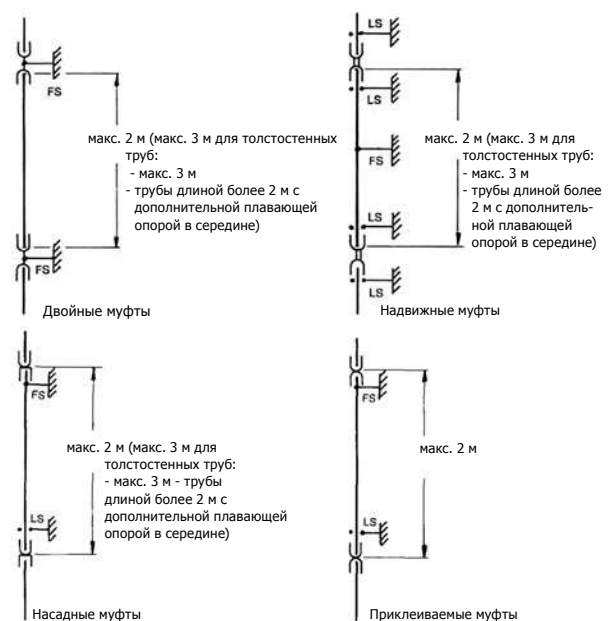 FS
макс. 2 м (макс. 3 м для толстостенных
труб:
- макс. 3 м
- трубы длиной более 2 м с
дополнительной плавающей
опорой в середине)
FS
Двойные муфты
LS
LS
FS
макс. 2 м (макс. 3 м для
толстостенных труб:
- макс. 3 м
- трубы длиной более
2 м с дополнитель-
ной плавающей
опорой в середине)
LS
LS
Надвижные муфты
FS
макс. 2 м (макс. 3 м для
толстостенных труб:
- макс. 3 м - трубы
длиной более 2 м с
дополнительной плавающей
опорой в середине)
LS
Насадные муфты
FS
макс. 2 м
LS
Приклеиваемые муфты